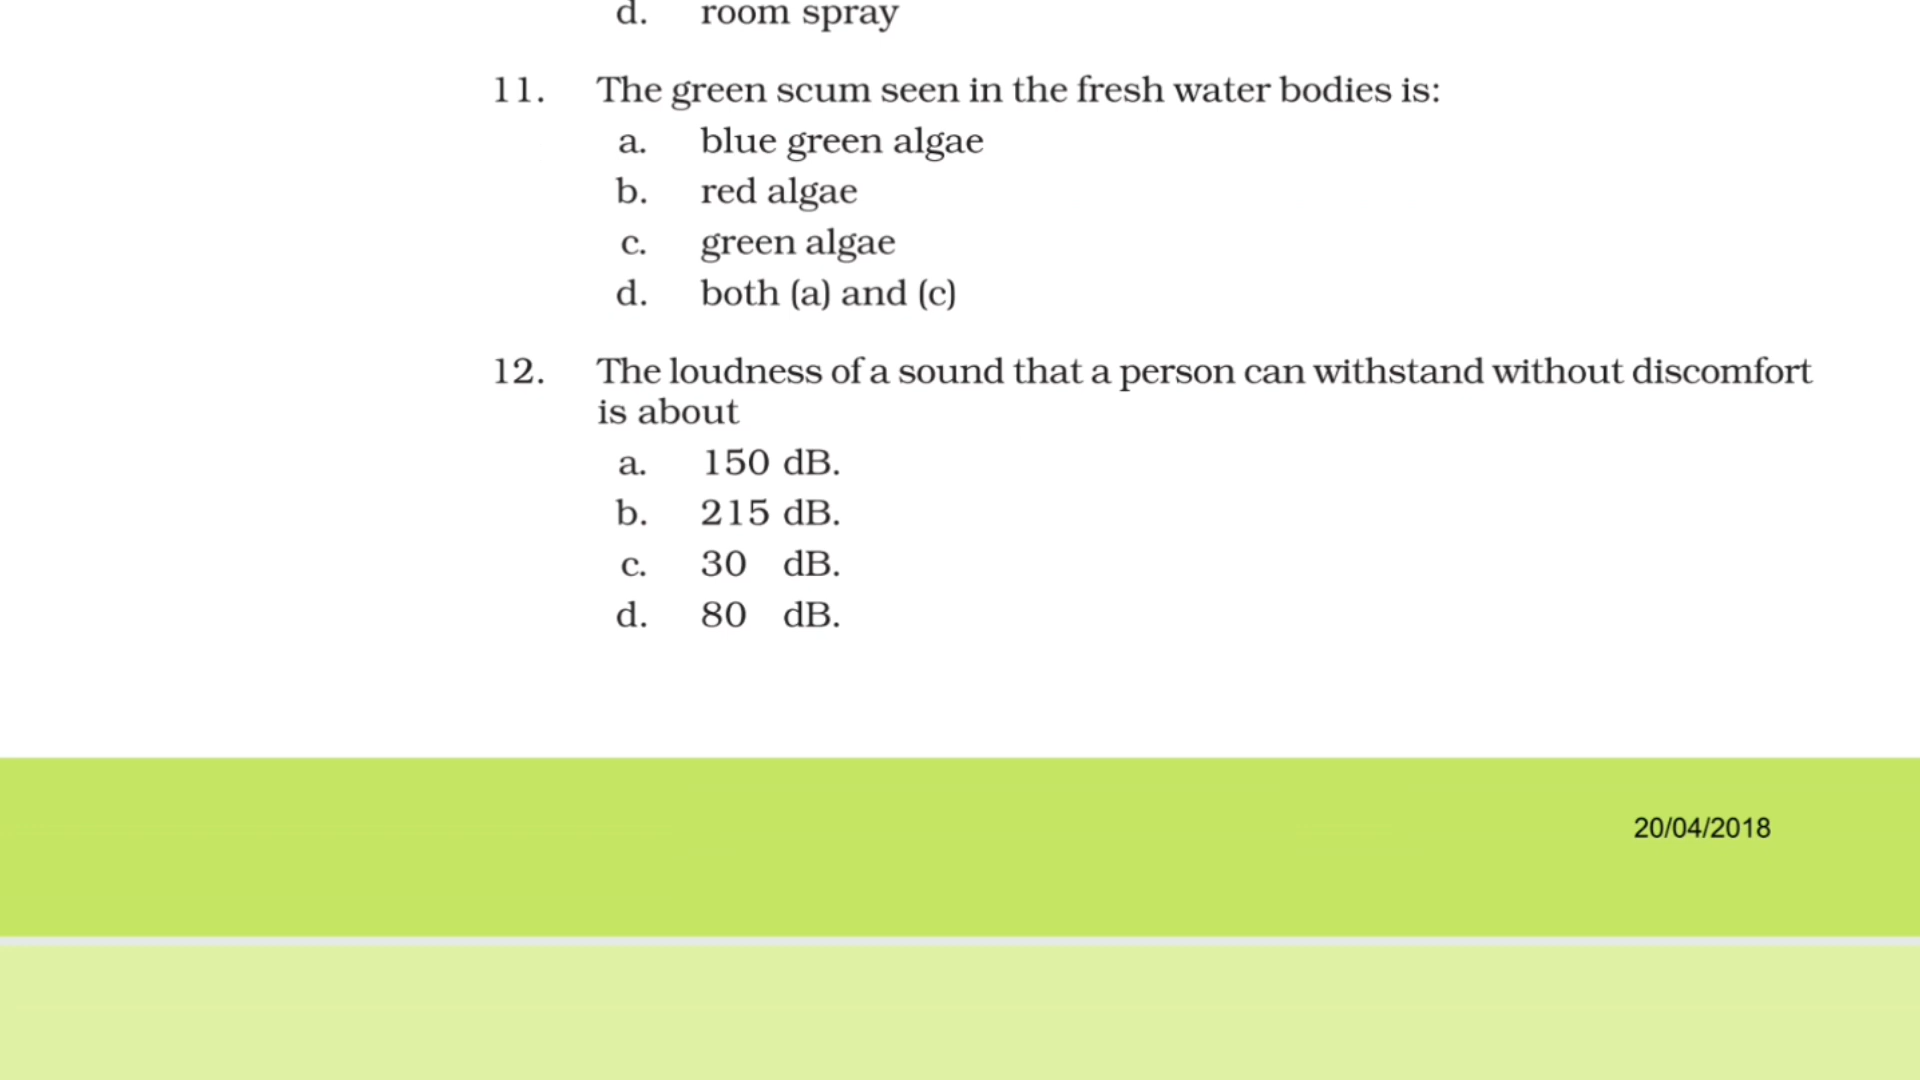 d. room spray
11. The green scum seen in the fresh water bodies is:
a. blue green algae
b. red algae
c. green algae
d. both (a) and (c)
12. The loudness of a sound that a person can withstand without discomfort
is about
a. 150 dB.
b. 215 dB.
c. 30 dB.
d. 80 dB.
20/04/2018